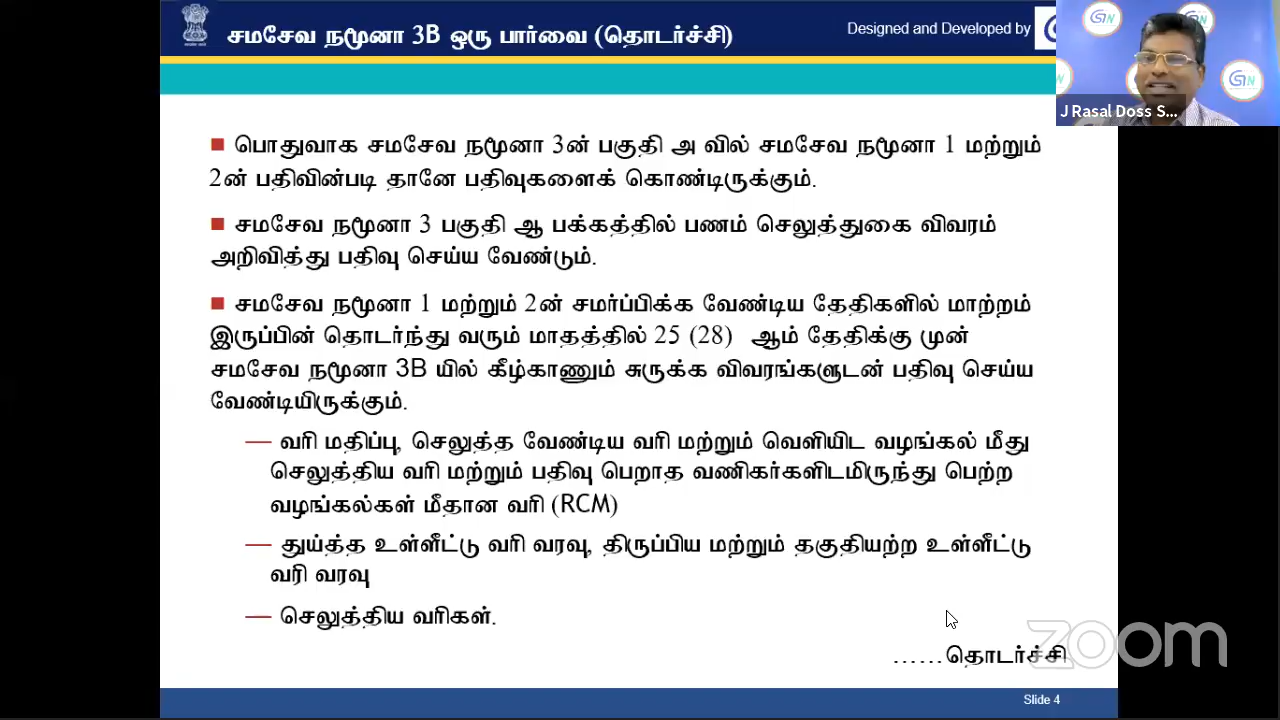 சமசேவ நமூனா 3B ஒரு பார்வை (தொடர்ச்சி)
Designed and Developed by
J Rasal Doss S...
■ பொதுவாக சமசேவ நமூனா 3ன் பகுதி அ வில் சமசேவ நமூனா 1 மற்றும்
2ன் பதிவின்படி தானே பதிவுகளைக் கொண்டிருக்கும்.
■ சமசேவ நமூனா 3 பகுதி ஆ பக்கத்தில் பணம் செலுத்துகை விவரம்
அறிவித்து பதிவு செய்ய வேண்டும்.
■ சமசேவ நமூனா 1 மற்றும் 2ன் சமர்ப்பிக்க வேண்டிய தேதிகளில் மாற்றம்
இருப்பின் தொடர்ந்து வரும் மாதத்தில் 25 (28) ஆம் தேதிக்கு முன்
சமசேவ நமூனா 3B யில் கீழ்காணும் சுருக்க விவரங்களுடன் பதிவு செய்ய
வேண்டியிருக்கும்.
— வரி மதிப்பு, செலுத்த வேண்டிய வரி மற்றும் வெளியிட வழங்கல் மீது
செலுத்திய வரி மற்றும் பதிவு பெறாத வணிகர்களிடமிருந்து பெற்ற
வழங்கல்கள் மீதான வரி (RCM)
— துய்த்த உள்ளீட்டு வரி வரவு, திருப்பிய மற்றும் தகுதியற்ற உள்ளீட்டு
வரி வரவு
— செலுத்திய வரிகள்.
......தொடர்ச்சி
zoom
Slide 4